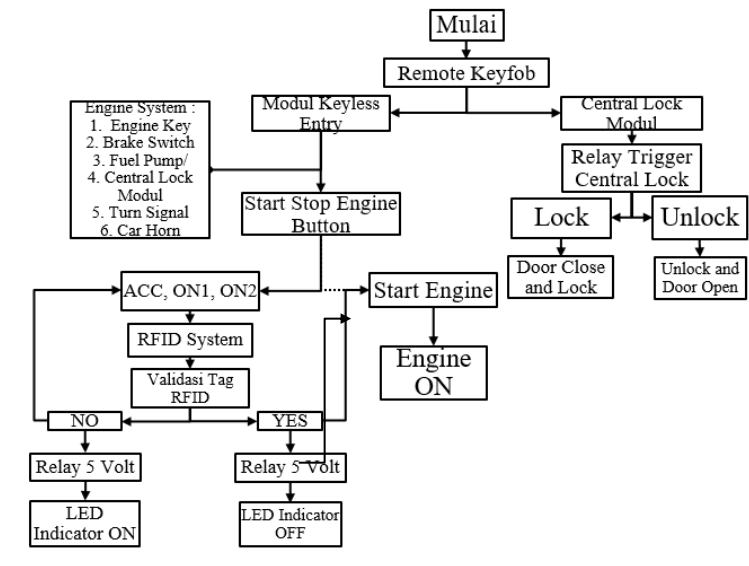 Mulai
Remote Keyfob
Modul Keyless
Entry
Central Lock
Modul
Engine System :
1. Engine Key
2. Brake Switch
3. Fuel Pump/
4. Central Lock
Modul
5. Turn Signal
6. Car Horn
Relay Trigger
Central Lock
Start Stop Engine
Button
Lock
Unlock
Door Close
and Lock
Unlock and
Door Open
ACC, ON1, ON2
Start Engine
RFID System
Engine
ON
Validasi Tag
RFID
NO
YES
Relay 5 Volt
Relay 5 Volt
LED
Indicator ON
LED Indicator
OFF